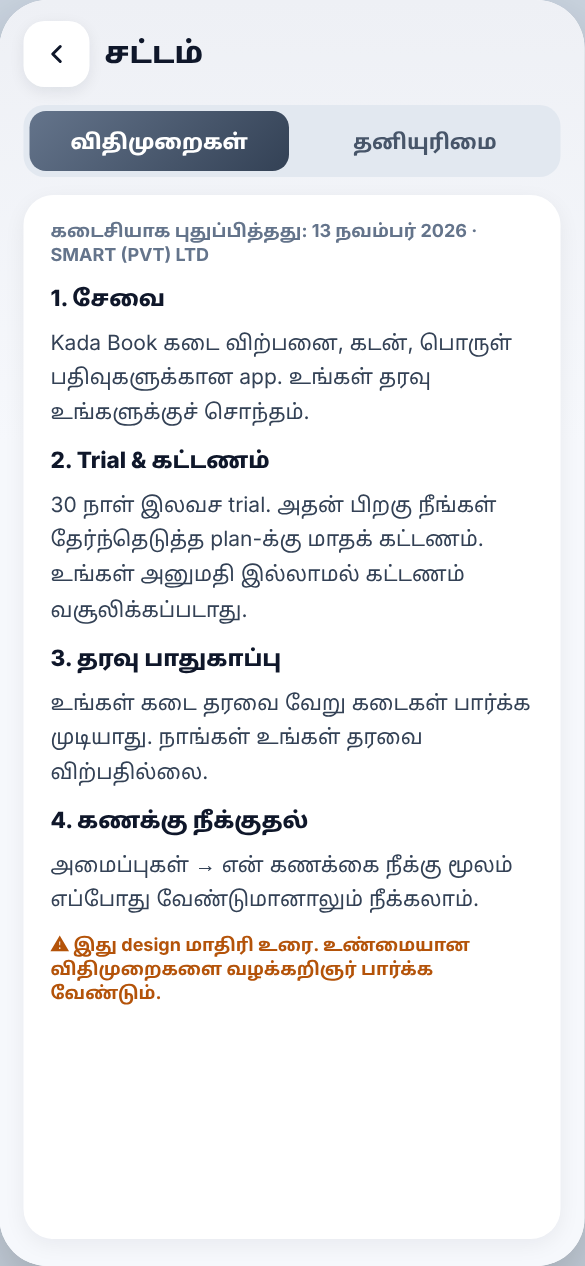 சட்டம்
விதிமுறைகள்
தனியுரிமை
கடைசியாக புதுப்பித்தது: 13 நவம்பர் 2026 ·
SMART (PVT) LTD
1. சேவை
Kada Book கடை விற்பனை, கடன், பொருள்
பதிவுகளுக்கான app. உங்கள் தரவு
உங்களுக்குச் சொந்தம்.
2. Trial & கட்டணம்
30 நாள் இலவச trial. அதன் பிறகு நீங்கள்
தேர்ந்தெடுத்த plan-க்கு மாதக் கட்டணம்.
உங்கள் அனுமதி இல்லாமல் கட்டணம்
வசூலிக்கப்படாது.
3. தரவு பாதுகாப்பு
உங்கள் கடை தரவை வேறு கடைகள் பார்க்க
முடியாது. நாங்கள் உங்கள் தரவை
விற்பதில்லை.
4. கணக்கு நீக்குதல்
அமைப்புகள் → என் கணக்கை நீக்கு மூலம்
எப்போது வேண்டுமானாலும் நீக்கலாம்.
⚠ இது design மாதிரி உரை. உண்மையான
விதிமுறைகளை வழக்கறிஞர் பார்க்க
வேண்டும்.